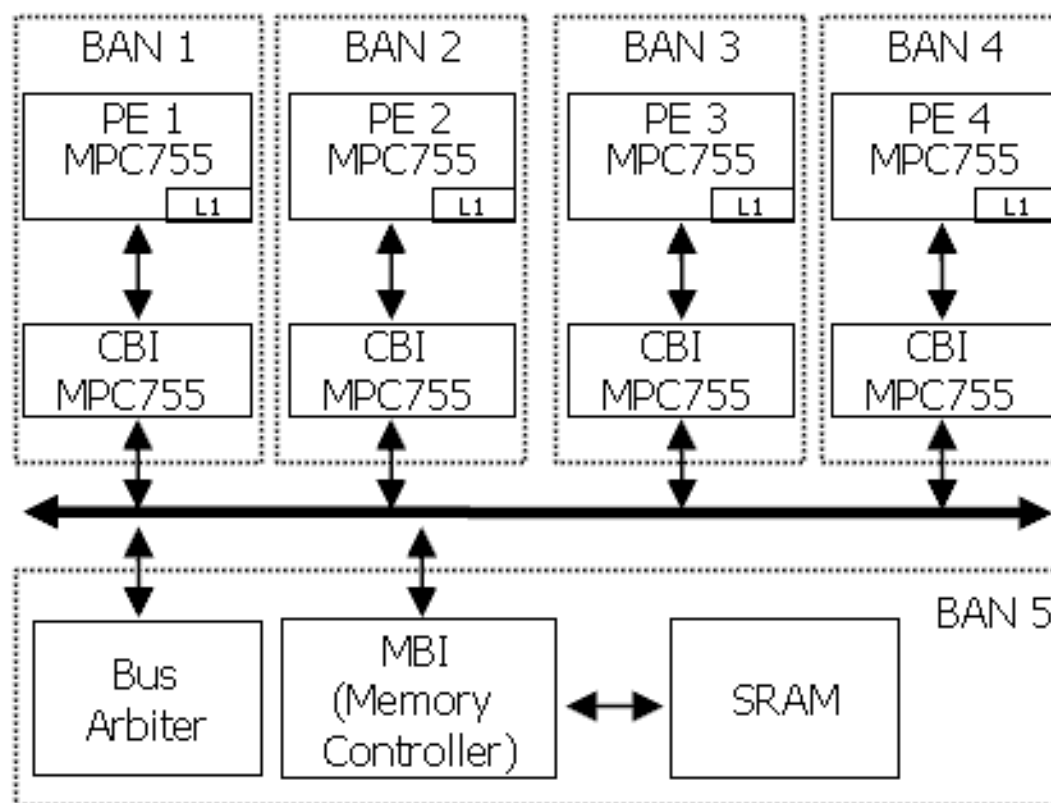 BAN 1
PE 1
MPC755
L1
CBI
MPC755
BAN 2
PE 2
MPC755
L1
CBI
MPC755
BAN 3
PE 3
MPC755
L1
CBI
MPC755
BAN 4
PE 4
MPC755
L1
CBI
MPC755
BAN 5
Bus
Arbiter
MBI
(Memory
Controller)
SRAM